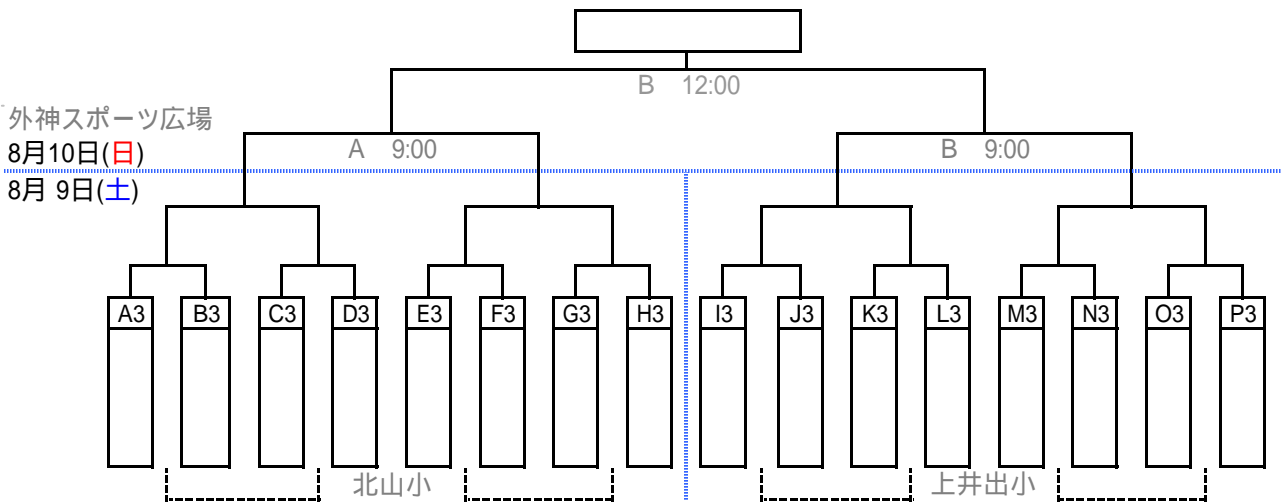 B 12:00
外神スポーツ広場
8月10日(日)
A 9:00
B 9:00
8月 9日(土)
A3 B3 C3 D3 E3 F3 G3 H3 I3 J3 K3 L3 M3 N3 O3 P3
北山小 上井出小